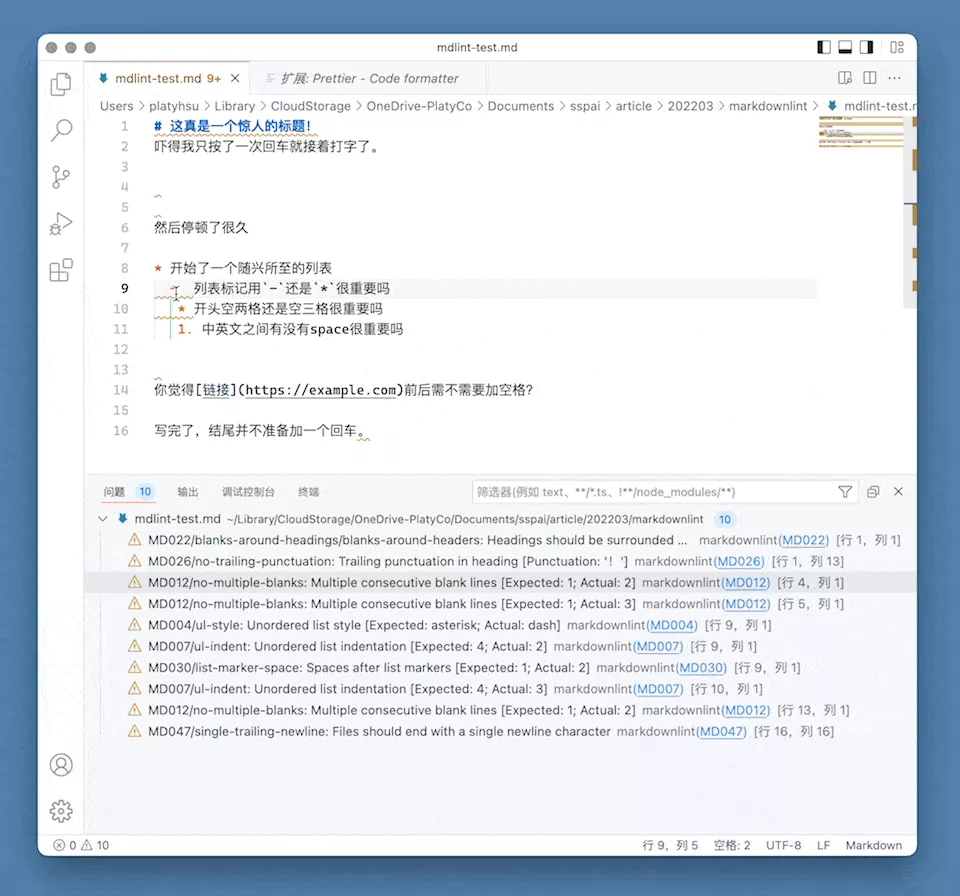 mdlint-test.md
mdlint-test.md 9+ 扩展: Prettier - Code formatter
Users > platyhsu > Library > CloudStorage > OneDrive-PlatyCo > Documents > sspai > article > 202203 > markdownlint > mdlint-test.m
1 # 这真是一个惊人的标题!
2 吓得我只按了一次回车就接着打字了。
3
4
5
6 然后停顿了很久
7
8 * 开始了一个随兴所至的列表
9 - 列表标记用`-`还是`*`很重要吗
10 * 开头空两格还是空三格很重要吗
11 1. 中英文之间有没有space很重要吗
12
13
14 你觉得[链接](https://example.com)前后需不需要加空格?
15
16 写完了，结尾并不准备加一个回车。
问题 10 输出 调试控制台 终端 筛选器(例如 text、**/*.ts、!**/node_modules/**)
mdlint-test.md ~/Library/CloudStorage/OneDrive-PlatyCo/Documents/sspai/article/202203/markdownlint 10
MD022/blanks-around-headings/blanks-around-headers: Headings should be surrounded ... markdownlint(MD022) [行 1，列 1]
MD026/no-trailing-punctuation: Trailing punctuation in heading [Punctuation: '！'] markdownlint(MD026) [行 1，列 13]
MD012/no-multiple-blanks: Multiple consecutive blank lines [Expected: 1; Actual: 2] markdownlint(MD012) [行 4，列 1]
MD012/no-multiple-blanks: Multiple consecutive blank lines [Expected: 1; Actual: 3] markdownlint(MD012) [行 5，列 1]
MD004/ul-style: Unordered list style [Expected: asterisk; Actual: dash] markdownlint(MD004) [行 9，列 1]
MD007/ul-indent: Unordered list indentation [Expected: 4; Actual: 2] markdownlint(MD007) [行 9，列 1]
MD030/list-marker-space: Spaces after list markers [Expected: 1; Actual: 2] markdownlint(MD030) [行 9，列 1]
MD007/ul-indent: Unordered list indentation [Expected: 4; Actual: 3] markdownlint(MD007) [行 10，列 1]
MD012/no-multiple-blanks: Multiple consecutive blank lines [Expected: 1; Actual: 2] markdownlint(MD012) [行 13，列 1]
MD047/single-trailing-newline: Files should end with a single newline character markdownlint(MD047) [行 16，列 16]
0 10 行 9，列 5 空格: 2 UTF-8 LF Markdown